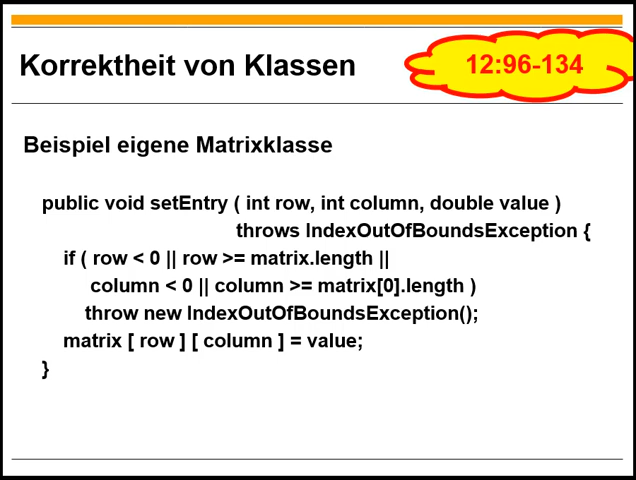 Korrektheit von Klassen
12:96-134
Beispiel eigene Matrixklasse
public void setEntry ( int row, int column, double value )
throws IndexOutOfBoundsException {
if ( row < 0 || row >= matrix.length ||
column < 0 || column >= matrix[0].length )
throw new IndexOutOfBoundsException();
matrix [ row ] [ column ] = value;
}